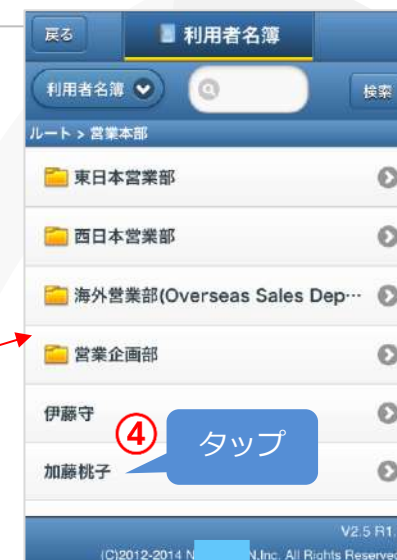 戻る 利用者名簿
利用者名簿 検索
ルート > 営業本部
東日本営業部
西日本営業部
海外営業部(Overseas Sales Dep…
営業企画部
伊藤守
④ タップ
加藤桃子
V2.5 R1.
(C)2012-2014 N N.Inc. All Rights Reserved